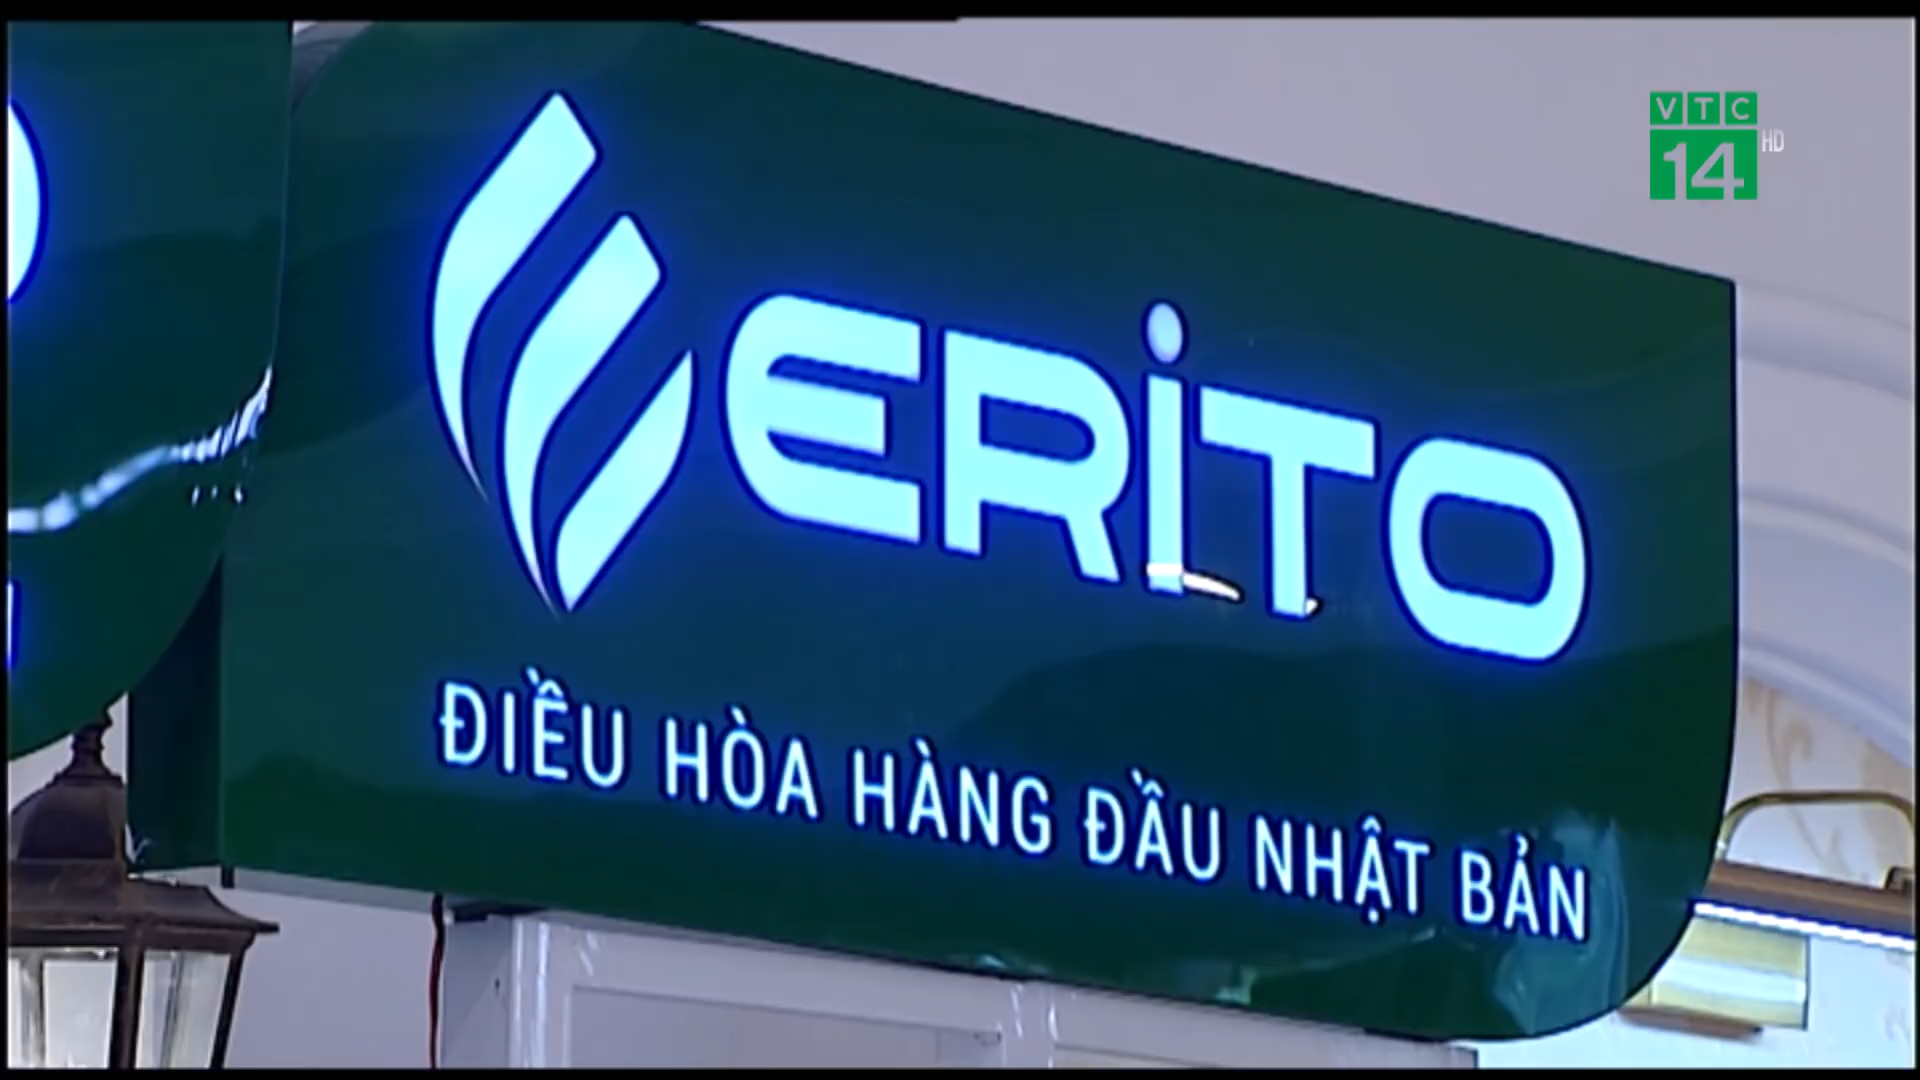 VTC
14 HD
ERiTO
ĐIỀU HÒA HÀNG ĐẦU NHẬT BẢN